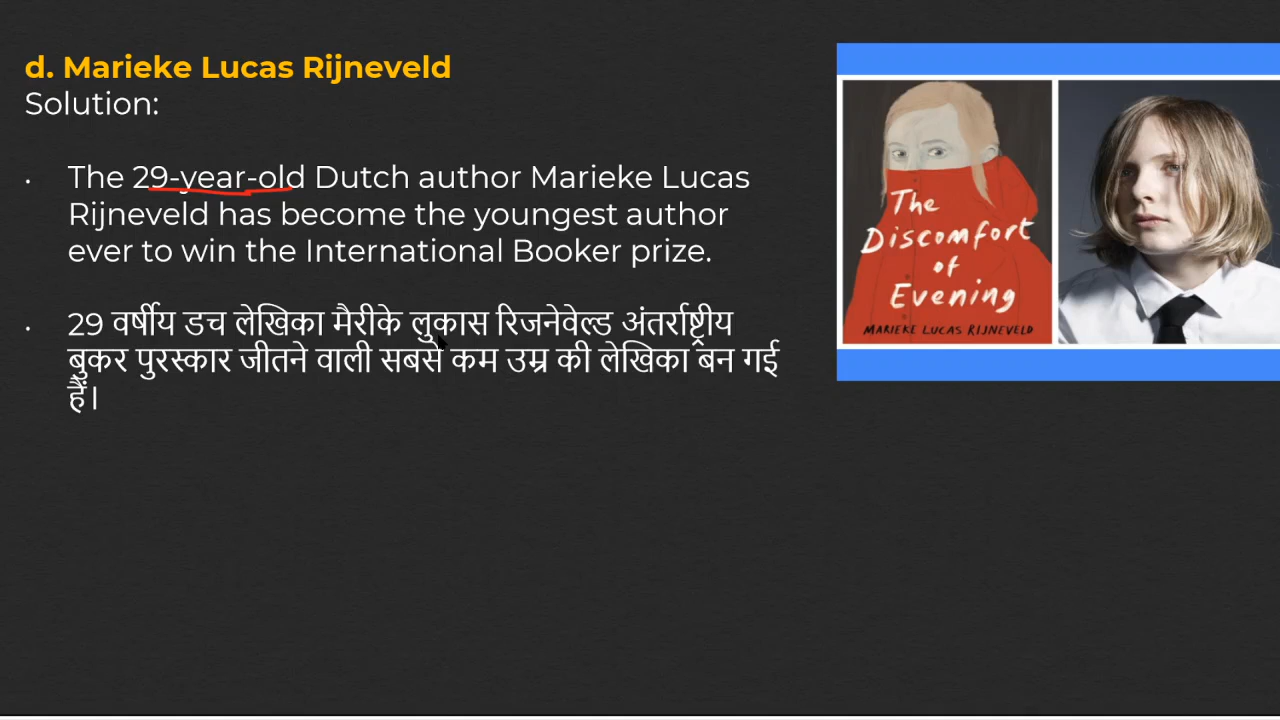 d. Marieke Lucas Rijneveld
Solution:
• The 29-year-old Dutch author Marieke Lucas
Rijneveld has become the youngest author
ever to win the International Booker prize.
• 29 वर्षीय डच लेखिका मैरीके लुकास रिजनेवेल्ड अंतर्राष्ट्रीय
बुकर पुरस्कार जीतने वाली सबसे कम उम्र की लेखिका बन गई
हैं।
The
Discomfort
of
Evening
MARIEKE LUCAS RIJNEVELD